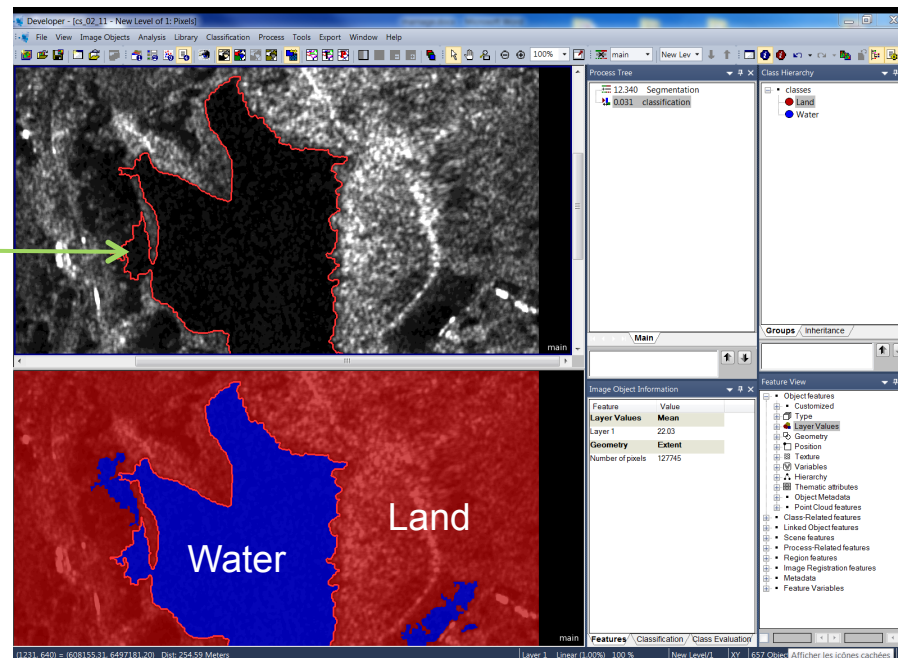 Developer - [cs_02_11 - New Level of 1: Pixels]
File View Image Objects Analysis Library Classification Process Tools Export Window Help
100% main New Lev
Process Tree
12.340 Segmentation
0.031 classification
Main
Class Hierarchy
classes
Land
Water
Groups Inheritance
main
Image Object Information
Feature Value
Layer Values Mean
Layer 1 22.03
Geometry Extent
Number of pixels 127745
Features Classification Class Evaluation
Feature View
Object features
Customized
Type
Layer Values
Geometry
Position
Texture
Variables
Hierarchy
Thematic attributes
Object Metadata
Point Cloud features
Class-Related features
Linked Object features
Scene features
Process-Related features
Region features
Image Registration features
Metadata
Feature Variables
Land
Water
main
(1231, 640) = (608155.31, 6497181.20) Dist: 254.59 Meters
Layer 1 Linear (1.00%) 100 % New Level/1 XY 657 Objec
Afficher les icônes cachées